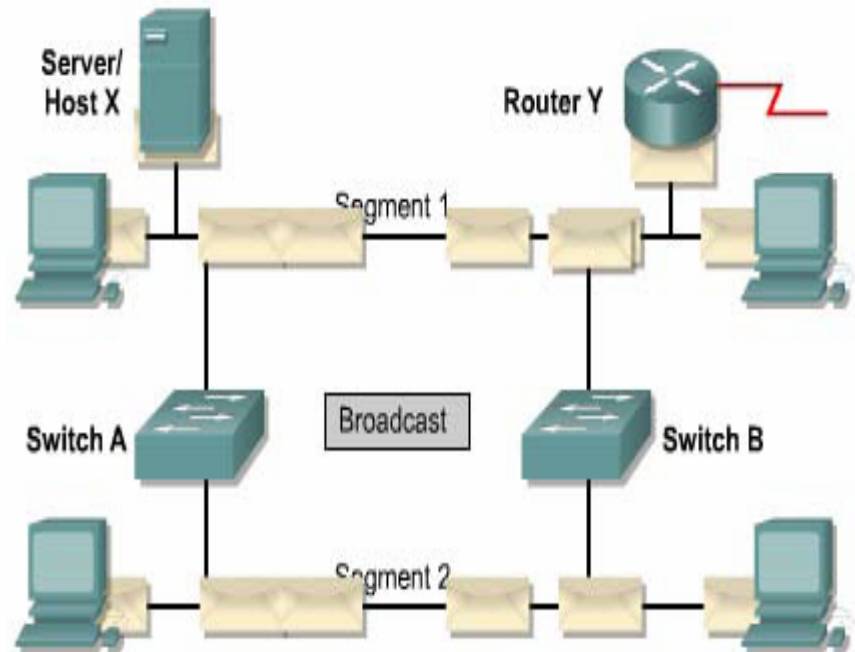 Server/
Host X
Router Y
Segment 1
Switch A
Broadcast
Switch B
Segment 2